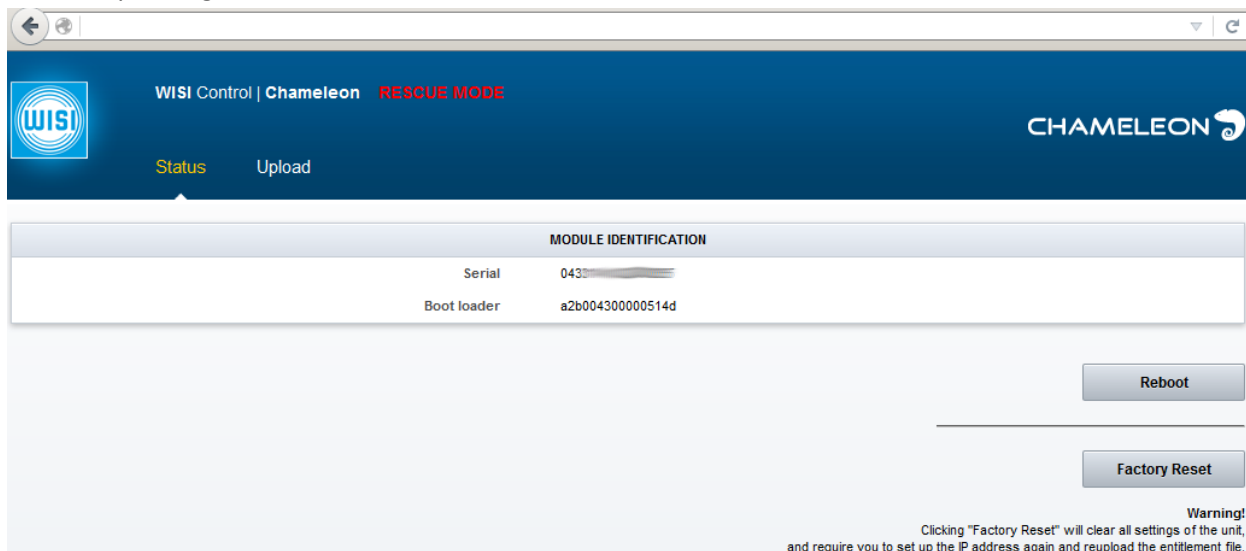 WISI Control | Chameleon RESCUE MODE
WISI
CHAMELEON
Status Upload
MODULE IDENTIFICATION
Serial 043
Boot loader a2b004300000514d
Reboot
Factory Reset
Warning!
Clicking "Factory Reset" will clear all settings of the unit,
and require you to set up the IP address again and reupload the entitlement file.